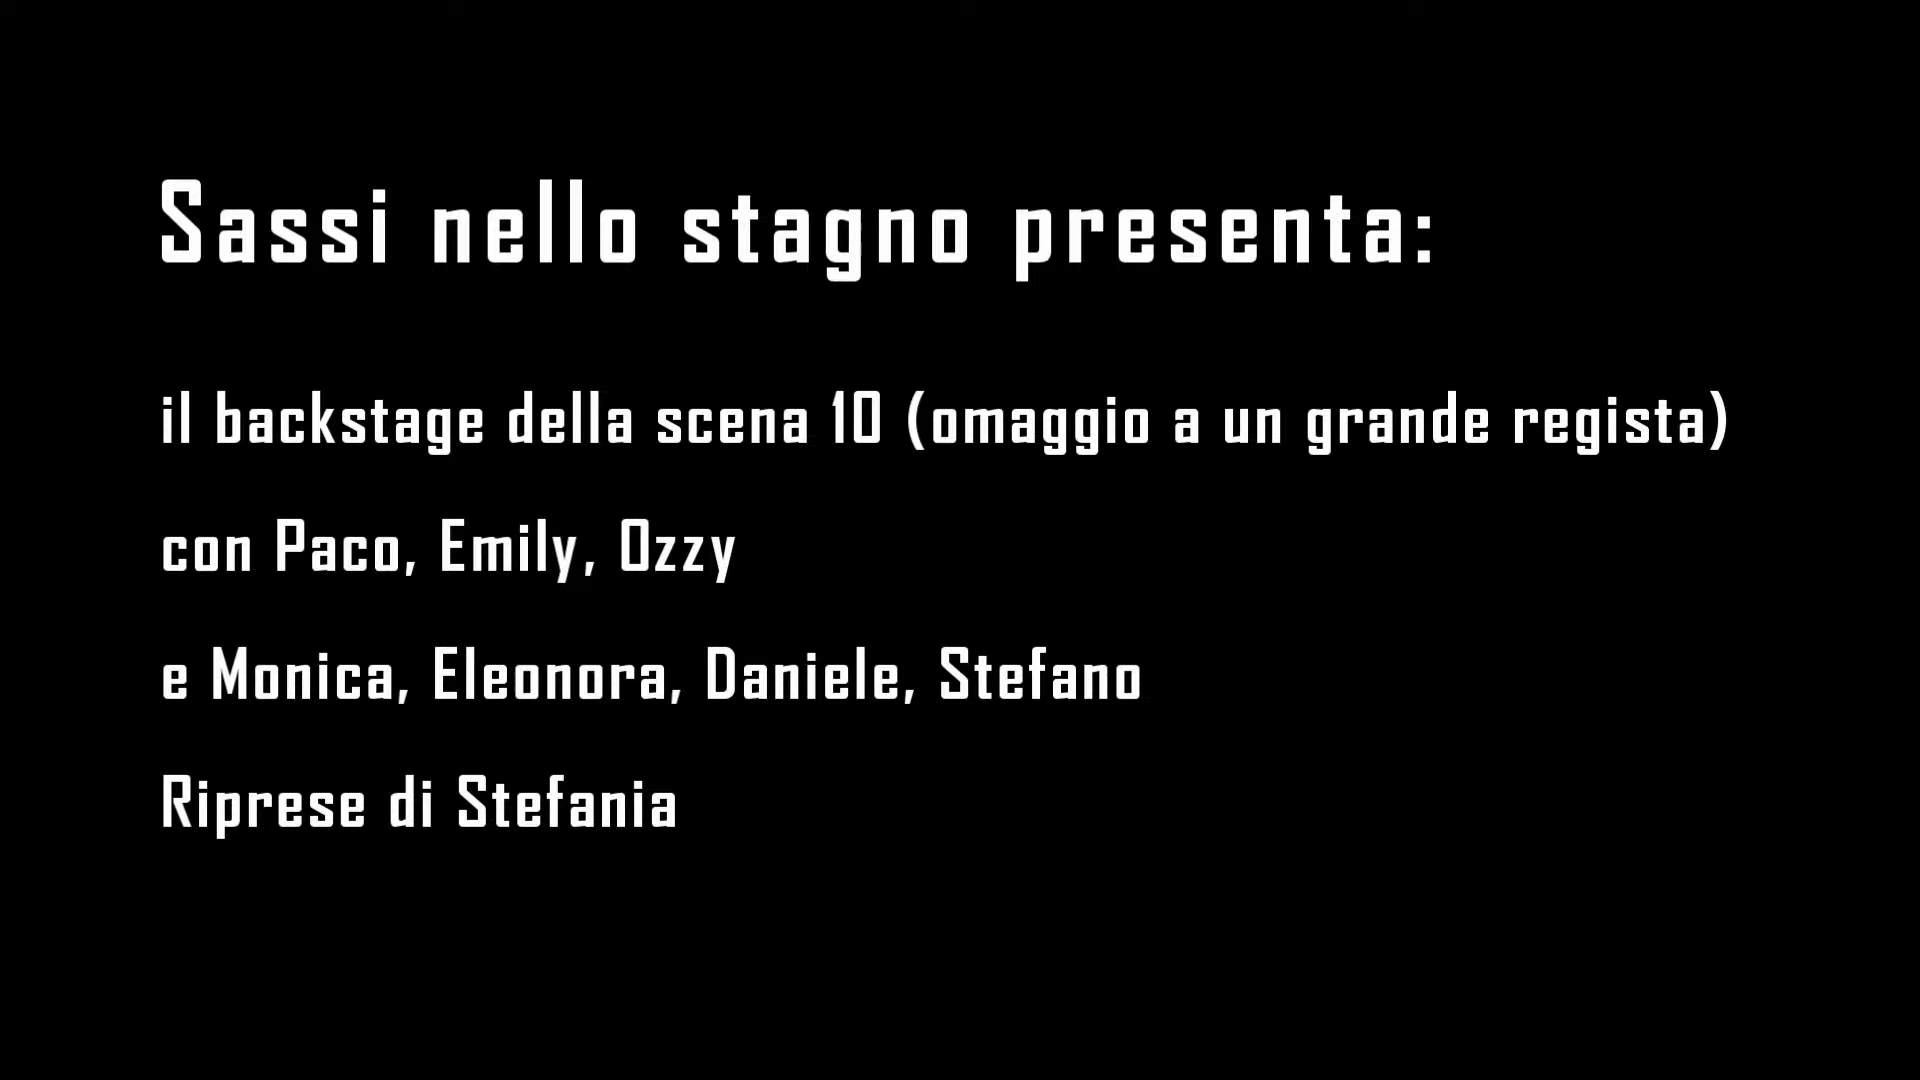 Sassi nello stagno presenta:
il backstage della scena 10 (omaggio a un grande regista)
con Paco, Emily, Ozzy
e Monica, Eleonora, Daniele, Stefano
Riprese di Stefania